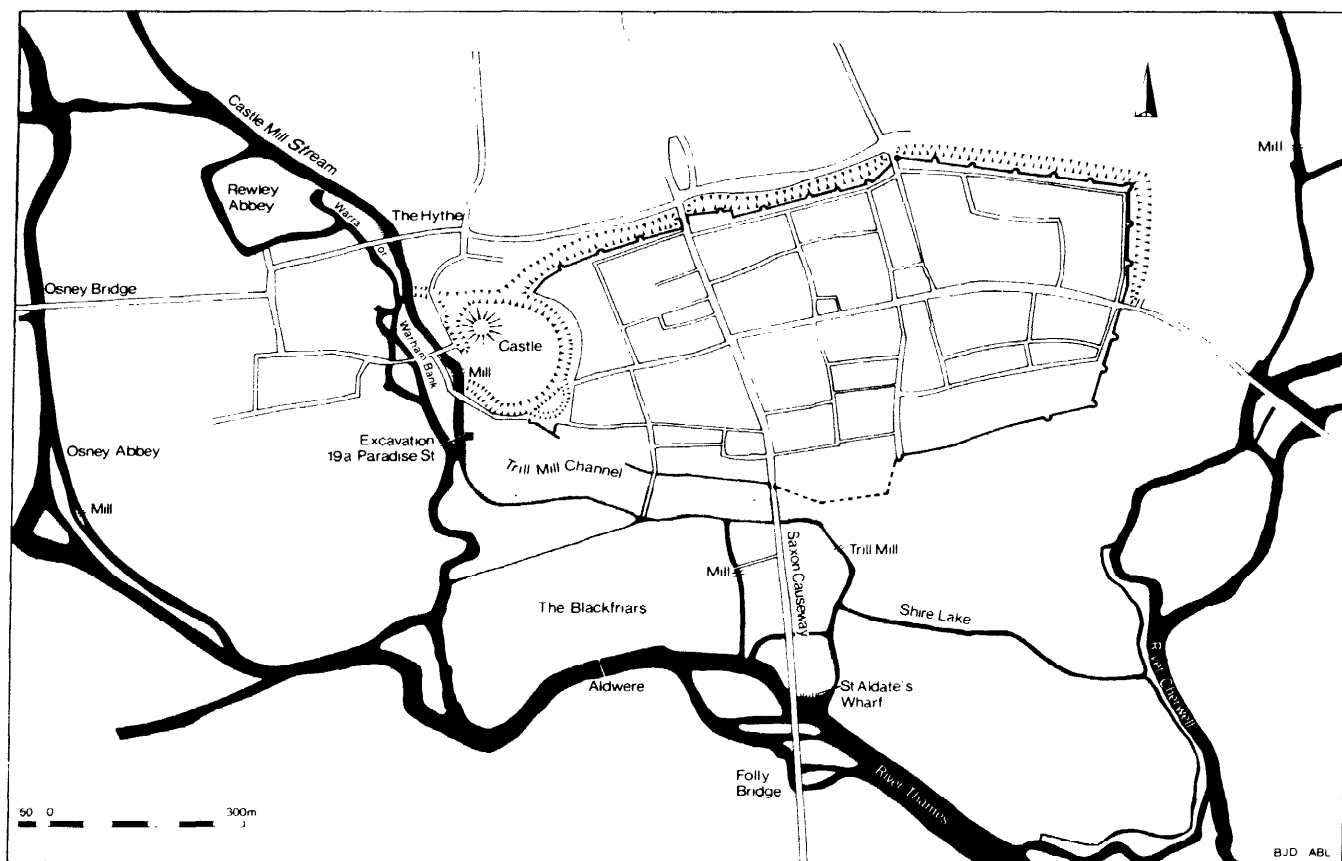 Castle Mill Stream
Rewley
Abbey
Warra
or
Warham Bank
The Hythe
Mill
Osney Bridge
Castle
Mill
Excavation
19a Paradise St
Osney Abbey
Mill
Trill Mill Channel
Saxon Causeway
Trill Mill
Mill
The Blackfriars
Shire Lake
River Cherwell
Aldwere
St Aldate's
Wharf
Folly
Bridge
River Thames
50 0 300m
BJD ABL